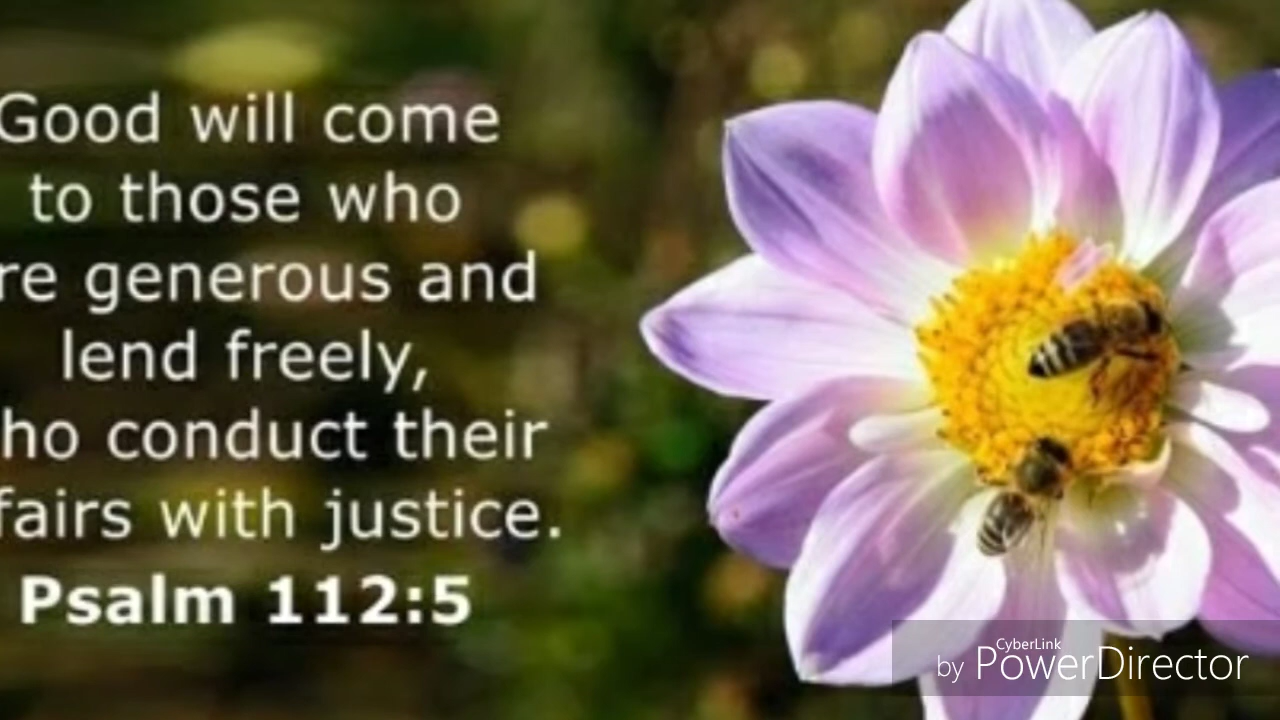 Good will come
to those who
re generous and
lend freely,
ho conduct their
fairs with justice.
Psalm 112:5
CyberLink
by PowerDirector